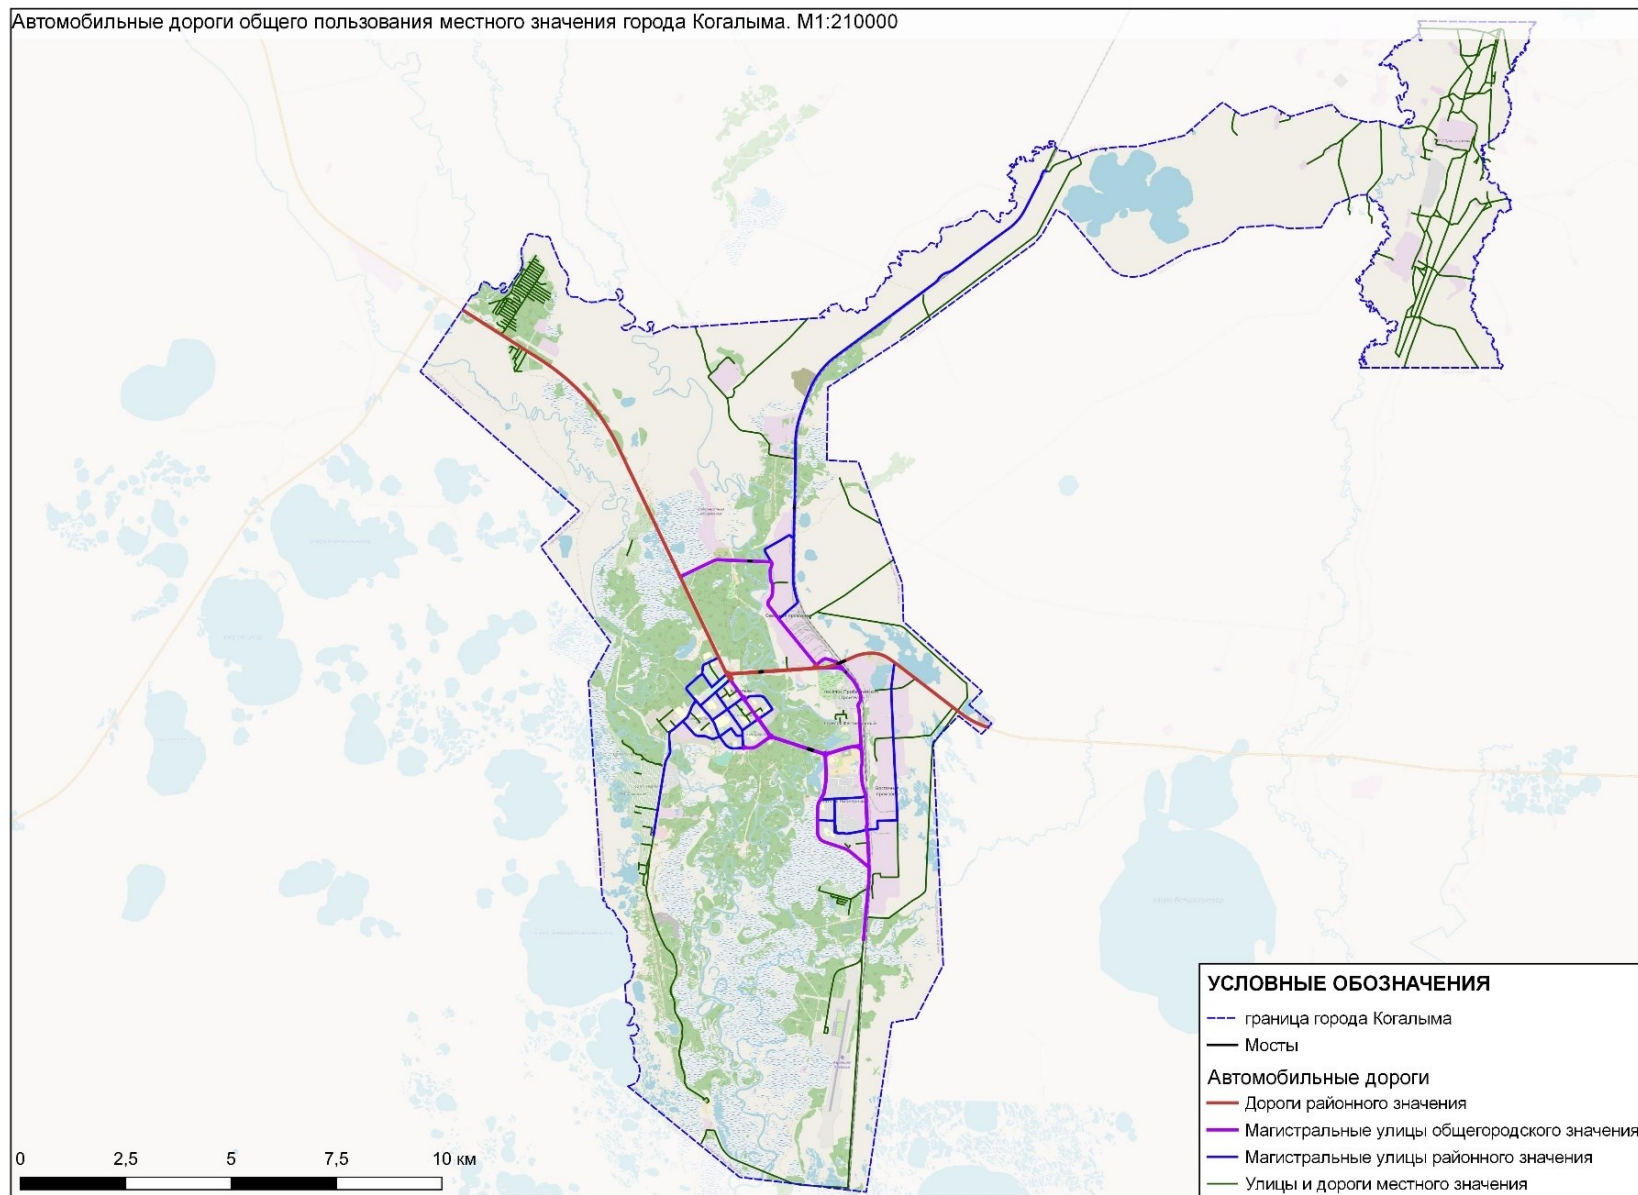 Автомобильные дороги общего пользования местного значения города Когалыма. М1:210000
УСЛОВНЫЕ ОБОЗНАЧЕНИЯ
граница города Когалыма
Мосты
Автомобильные дороги
Дороги районного значения
Магистральные улицы общегородского значения
Магистральные улицы районного значения
Улицы и дороги местного значения
0 2,5 5 7,5 10 км